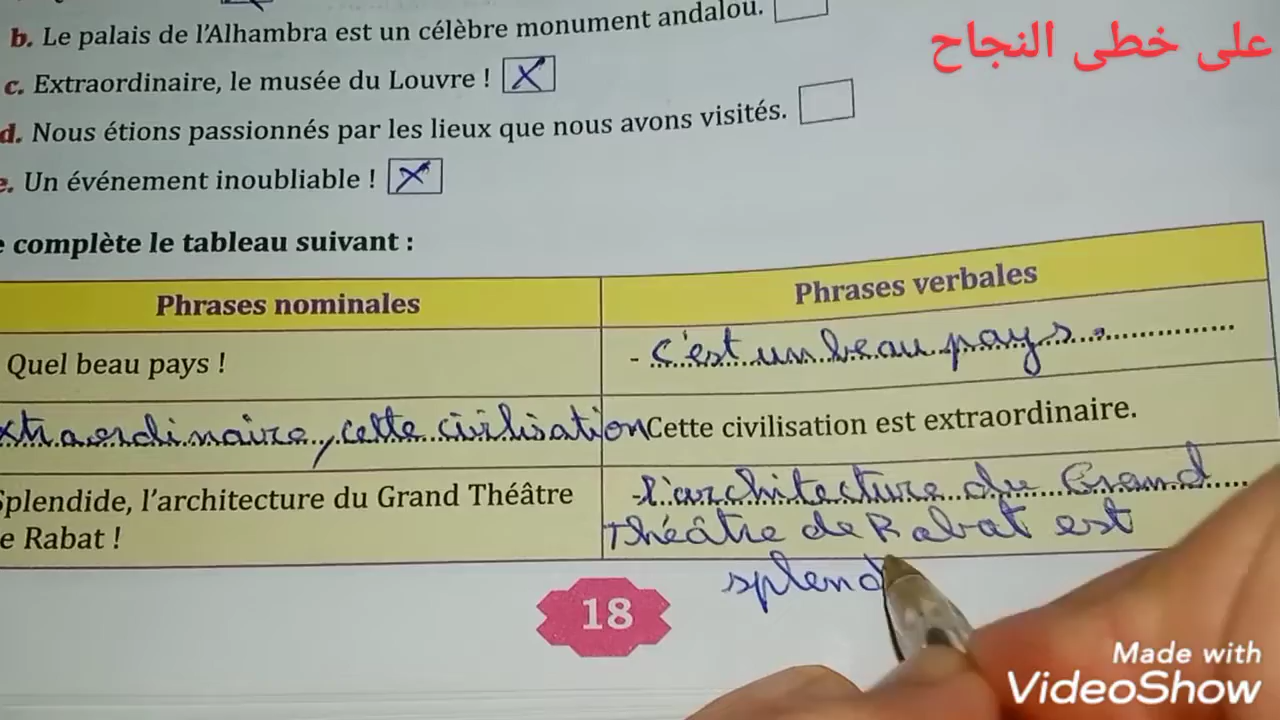 على خطى النجاح
b. Le palais de l'Alhambra est un célèbre monument andalou.
c. Extraordinaire, le musée du Louvre ! X
d. Nous étions passionnés par les lieux que nous avons visités.
e. Un événement inoubliable ! X
complète le tableau suivant :
Phrases nominales
Phrases verbales
Quel beau pays !
- c'est un beau pays.
xtraordinaire, cette civilisation
Cette civilisation est extraordinaire.
Splendide, l'architecture du Grand Théâtre
e Rabat !
-l'architecture du Grand
Théâtre de Rabat est
splend
18
Made with
VideoShow